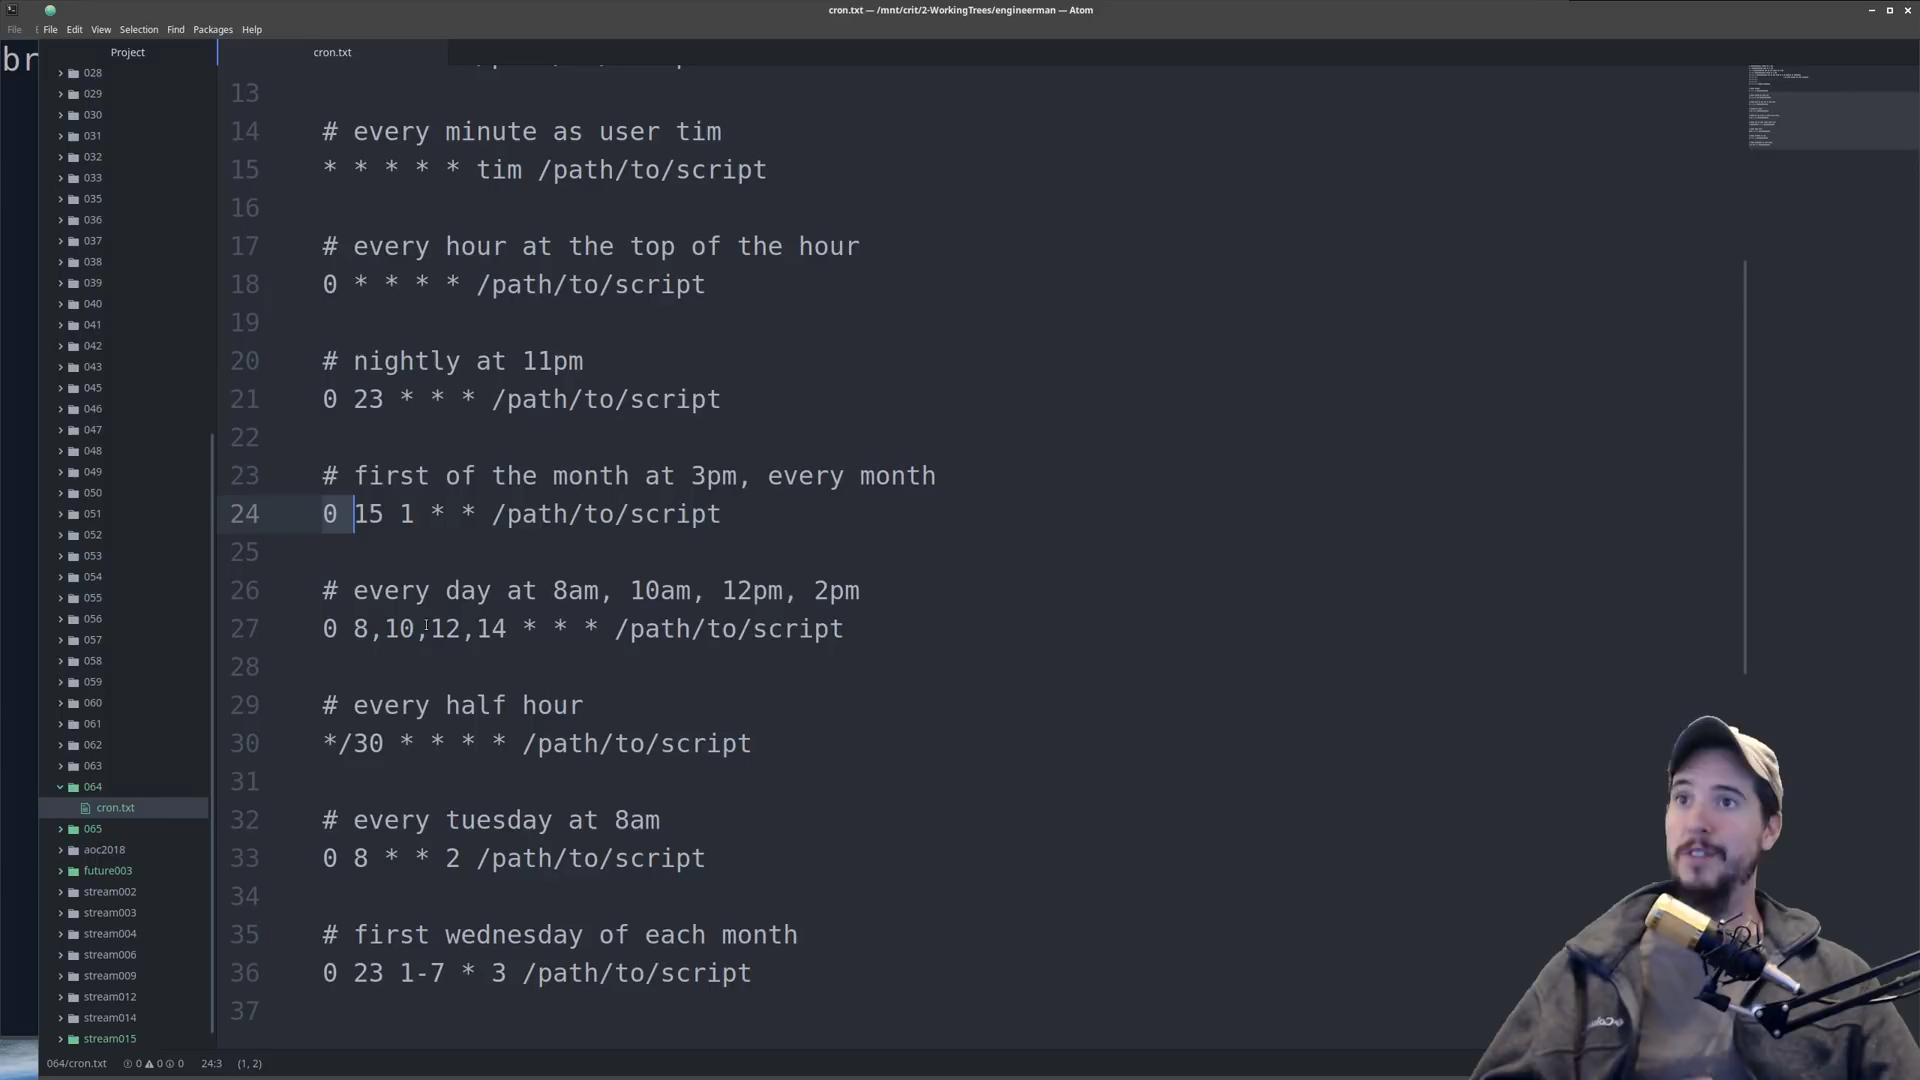 cron.txt — /mnt/crit/2-WorkingTrees/engineerman — Atom
File
File Edit View Selection Find Packages Help
br
Project
cron.txt
028
029
030
031
032
033
035
036
037
038
039
040
041
042
043
045
046
047
048
049
050
051
052
053
054
055
056
057
058
059
060
061
062
063
064
cron.txt
065
aoc2018
future003
stream002
stream003
stream004
stream006
stream009
stream012
stream014
stream015
13
14 # every minute as user tim
15 * * * * * tim /path/to/script
16
17 # every hour at the top of the hour
18 0 * * * * /path/to/script
19
20 # nightly at 11pm
21 0 23 * * * /path/to/script
22
23 # first of the month at 3pm, every month
24 0 15 1 * * /path/to/script
25
26 # every day at 8am, 10am, 12pm, 2pm
27 0 8,10,12,14 * * * /path/to/script
28
29 # every half hour
30 */30 * * * * /path/to/script
31
32 # every tuesday at 8am
33 0 8 * * 2 /path/to/script
34
35 # first wednesday of each month
36 0 23 1-7 * 3 /path/to/script
37
064/cron.txt 0 0 0 24:3 (1, 2)